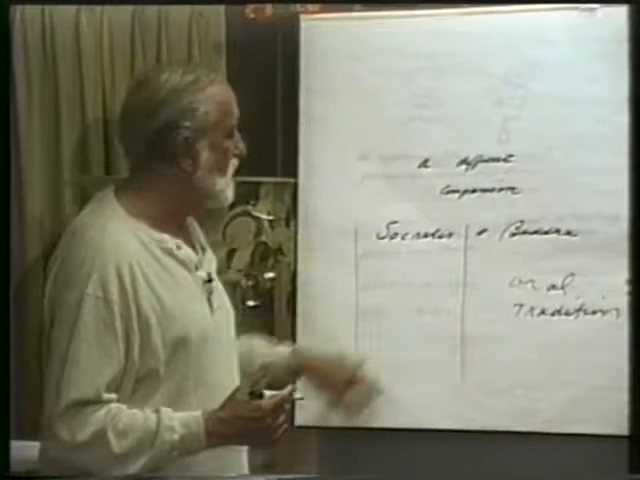 A Different
Comparison
Socrates & Buddha
oral
Tradition